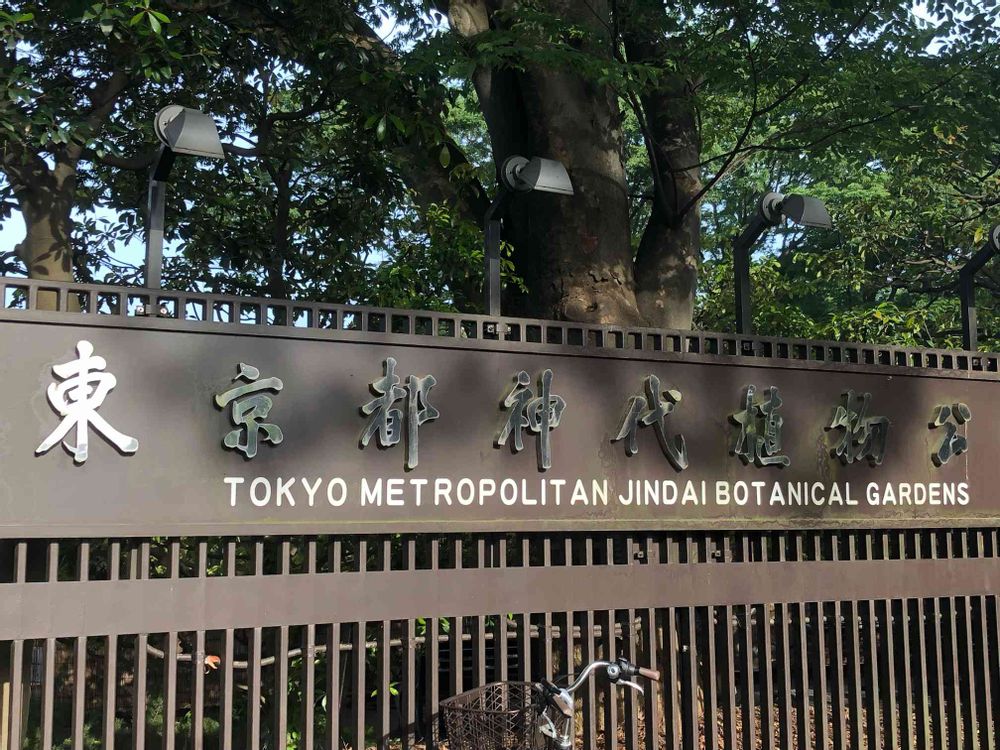 東京都神代植物公
TOKYO METROPOLITAN JINDAI BOTANICAL GARDENS